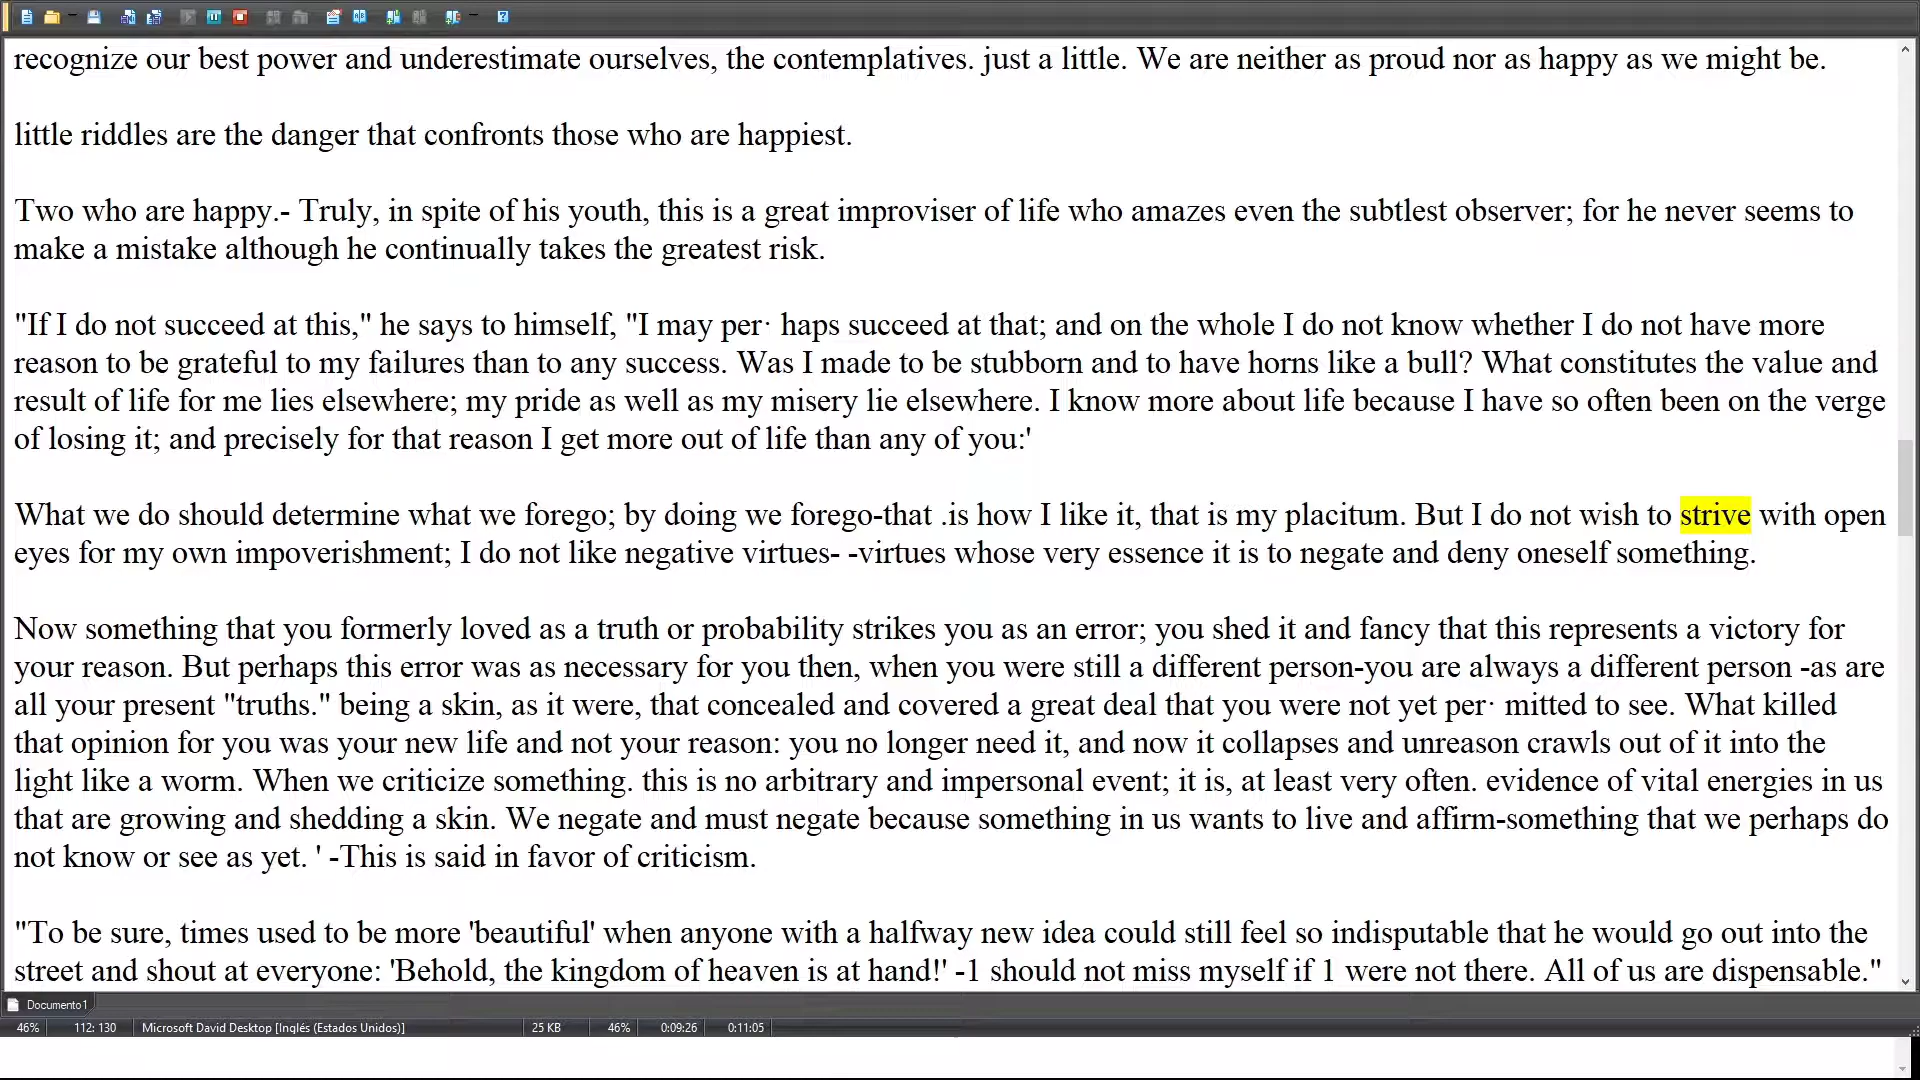 recognize our best power and underestimate ourselves, the contemplatives. just a little. We are neither as proud nor as happy as we might be.
little riddles are the danger that confronts those who are happiest.
Two who are happy.- Truly, in spite of his youth, this is a great improviser of life who amazes even the subtlest observer; for he never seems to
make a mistake although he continually takes the greatest risk.
"If I do not succeed at this," he says to himself, "I may per· haps succeed at that; and on the whole I do not know whether I do not have more
reason to be grateful to my failures than to any success. Was I made to be stubborn and to have horns like a bull? What constitutes the value and
result of life for me lies elsewhere; my pride as well as my misery lie elsewhere. I know more about life because I have so often been on the verge
of losing it; and precisely for that reason I get more out of life than any of you:'
What we do should determine what we forego; by doing we forego-that .is how I like it, that is my placitum. But I do not wish to strive with open
eyes for my own impoverishment; I do not like negative virtues- -virtues whose very essence it is to negate and deny oneself something.
Now something that you formerly loved as a truth or probability strikes you as an error; you shed it and fancy that this represents a victory for
your reason. But perhaps this error was as necessary for you then, when you were still a different person-you are always a different person -as are
all your present "truths." being a skin, as it were, that concealed and covered a great deal that you were not yet per· mitted to see. What killed
that opinion for you was your new life and not your reason: you no longer need it, and now it collapses and unreason crawls out of it into the
light like a worm. When we criticize something. this is no arbitrary and impersonal event; it is, at least very often. evidence of vital energies in us
that are growing and shedding a skin. We negate and must negate because something in us wants to live and affirm-something that we perhaps do
not know or see as yet. ' -This is said in favor of criticism.
"To be sure, times used to be more 'beautiful' when anyone with a halfway new idea could still feel so indisputable that he would go out into the
street and shout at everyone: 'Behold, the kingdom of heaven is at hand!' -1 should not miss myself if 1 were not there. All of us are dispensable."
Documento1
46% 112: 130 Microsoft David Desktop [Inglés (Estados Unidos)] 25 KB 46% 0:09:26 0:11:05